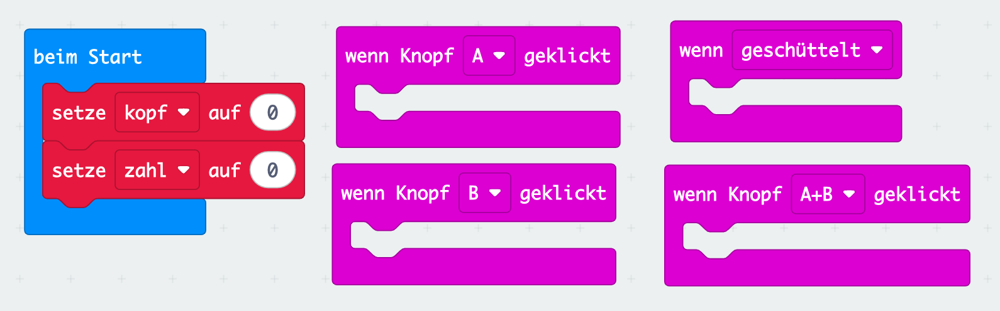 beim Start
setze kopf auf 0
setze zahl auf 0
wenn Knopf A geklickt
wenn Knopf B geklickt
wenn geschüttelt
wenn Knopf A+B geklickt